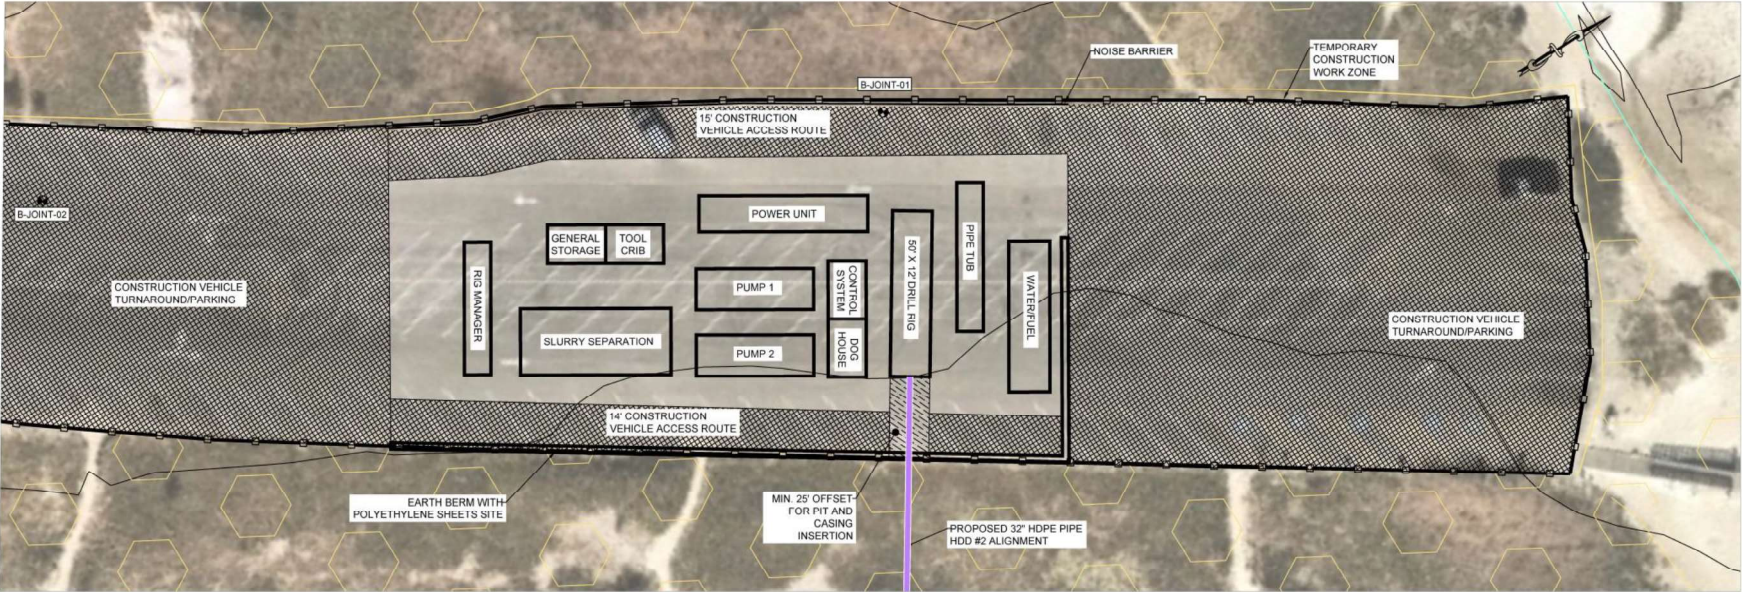 NOISE BARRIER
TEMPORARY
CONSTRUCTION
WORK ZONE
B-JOINT-01
15' CONSTRUCTION
VEHICLE ACCESS ROUTE
B-JOINT-02
POWER UNIT
GENERAL
STORAGE
TOOL
CRIB
PIPE TUB
50' X 12' DRILL RIG
CONTROL
SYSTEM
PUMP 1
RIG MANAGER
WATER/FUEL
CONSTRUCTION VEHICLE
TURNAROUND/PARKING
CONSTRUCTION VEHICLE
TURNAROUND/PARKING
SLURRY SEPARATION
PUMP 2
DOG
HOUSE
14' CONSTRUCTION
VEHICLE ACCESS ROUTE
EARTH BERM WITH
POLYETHYLENE SHEETS SITE
MIN. 25' OFFSET
FOR PIT AND
CASING
INSERTION
PROPOSED 32" HDPE PIPE
HDD #2 ALIGNMENT